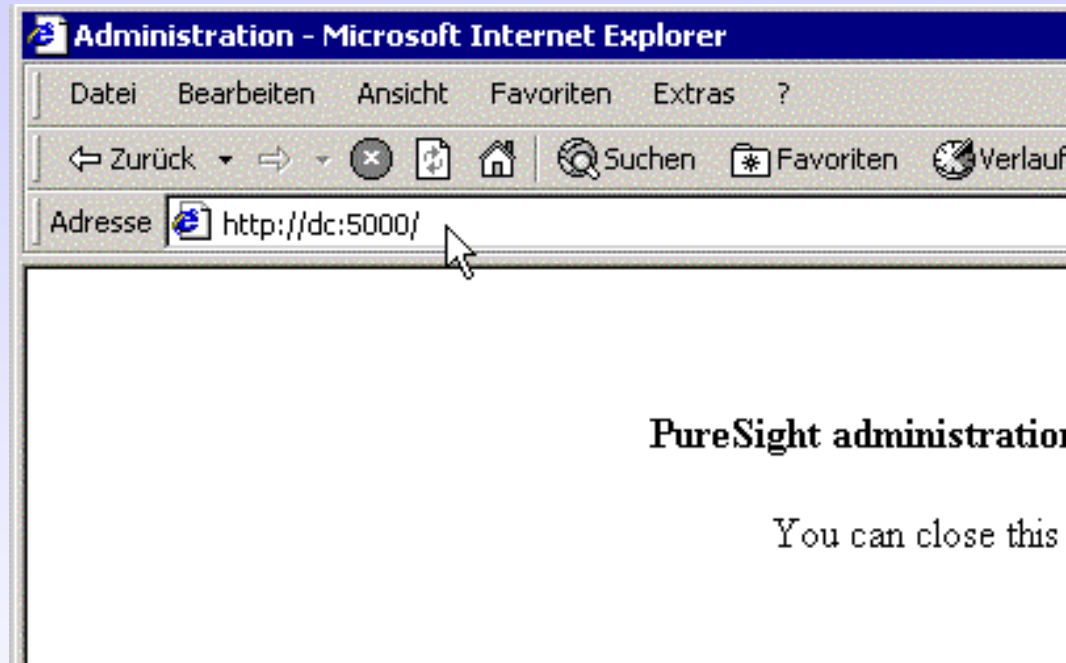 Administration - Microsoft Internet Explorer
Datei Bearbeiten Ansicht Favoriten Extras ?
Zurück Suchen Favoriten Verlauf
Adresse http://dc:5000/
PureSight administration
You can close this